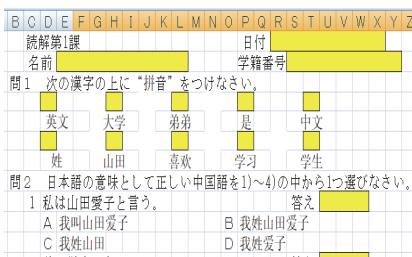 B C D E F G H I J K L M N O P Q R S T U V W X Y Z
読解第1課 日付
名前 学籍番号
問1 次の漢字の上に“拼音”をつけなさい。
英文 大学 弟弟 是 中文
姓 山田 喜欢 学习 学生
問2 日本語の意味として正しい中国語を1)～4)の中から1つ選びなさい。
1 私は山田愛子と言う。 答え
A 我叫山田爱子 B 我姓山田爱子
C 我姓山田 D 我姓爱子